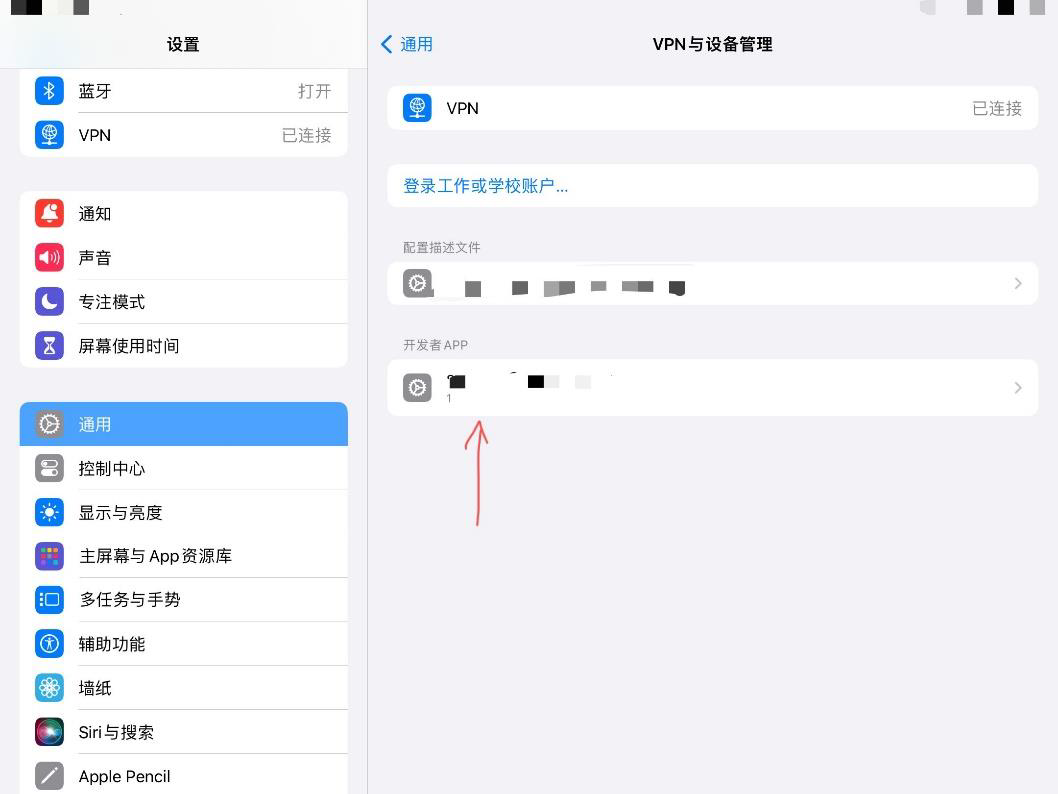 设置
蓝牙 打开
VPN 已连接
通知
声音
专注模式
屏幕使用时间
通用
控制中心
显示与亮度
主屏幕与App资源库
多任务与手势
辅助功能
墙纸
Siri与搜索
Apple Pencil
通用 VPN与设备管理
VPN 已连接
登录工作或学校账户...
配置描述文件
开发者APP
1